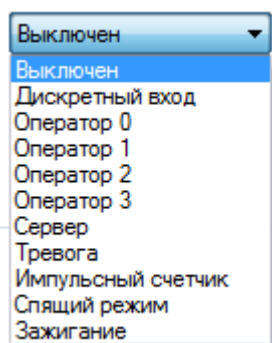 Выключен
Выключен
Дискретный вход
Оператор 0
Оператор 1
Оператор 2
Оператор 3
Сервер
Тревога
Импульсный счетчик
Спящий режим
Зажигание